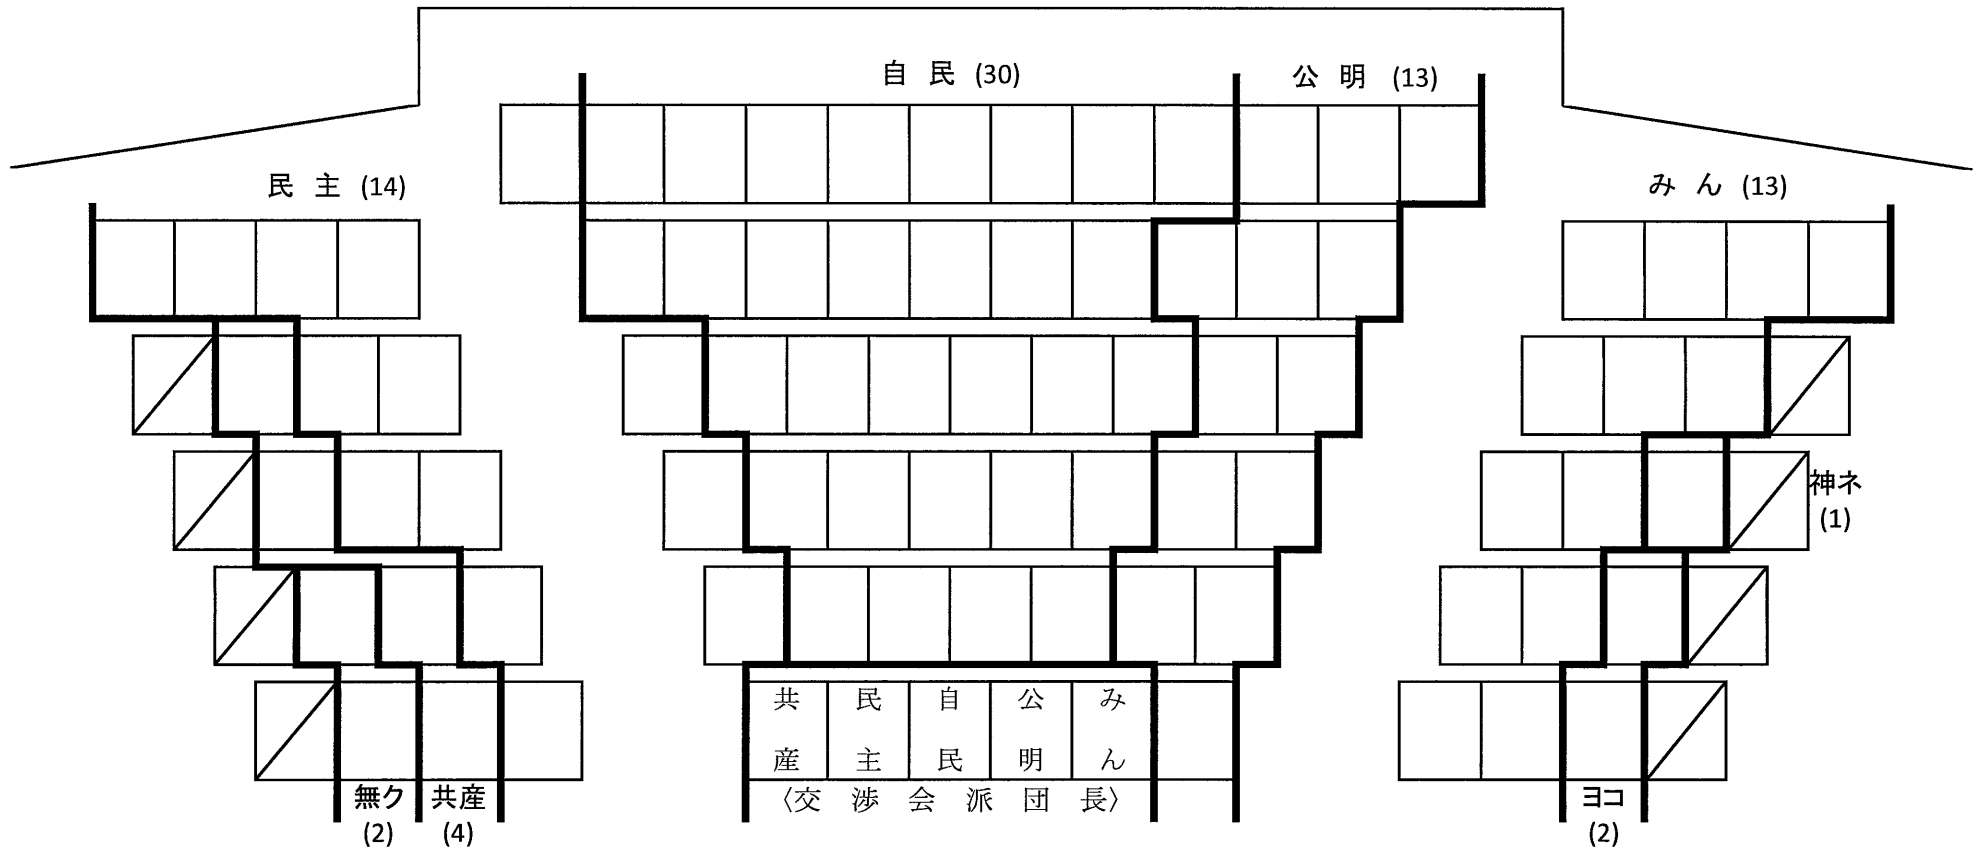 自民 (30)
公明 (13)
民主 (14)
みん (13)
神ネ
(1)
共産
民主
自民
公明
みん
〈交渉会派団長〉
無ク
(2)
共産
(4)
ヨコ
(2)